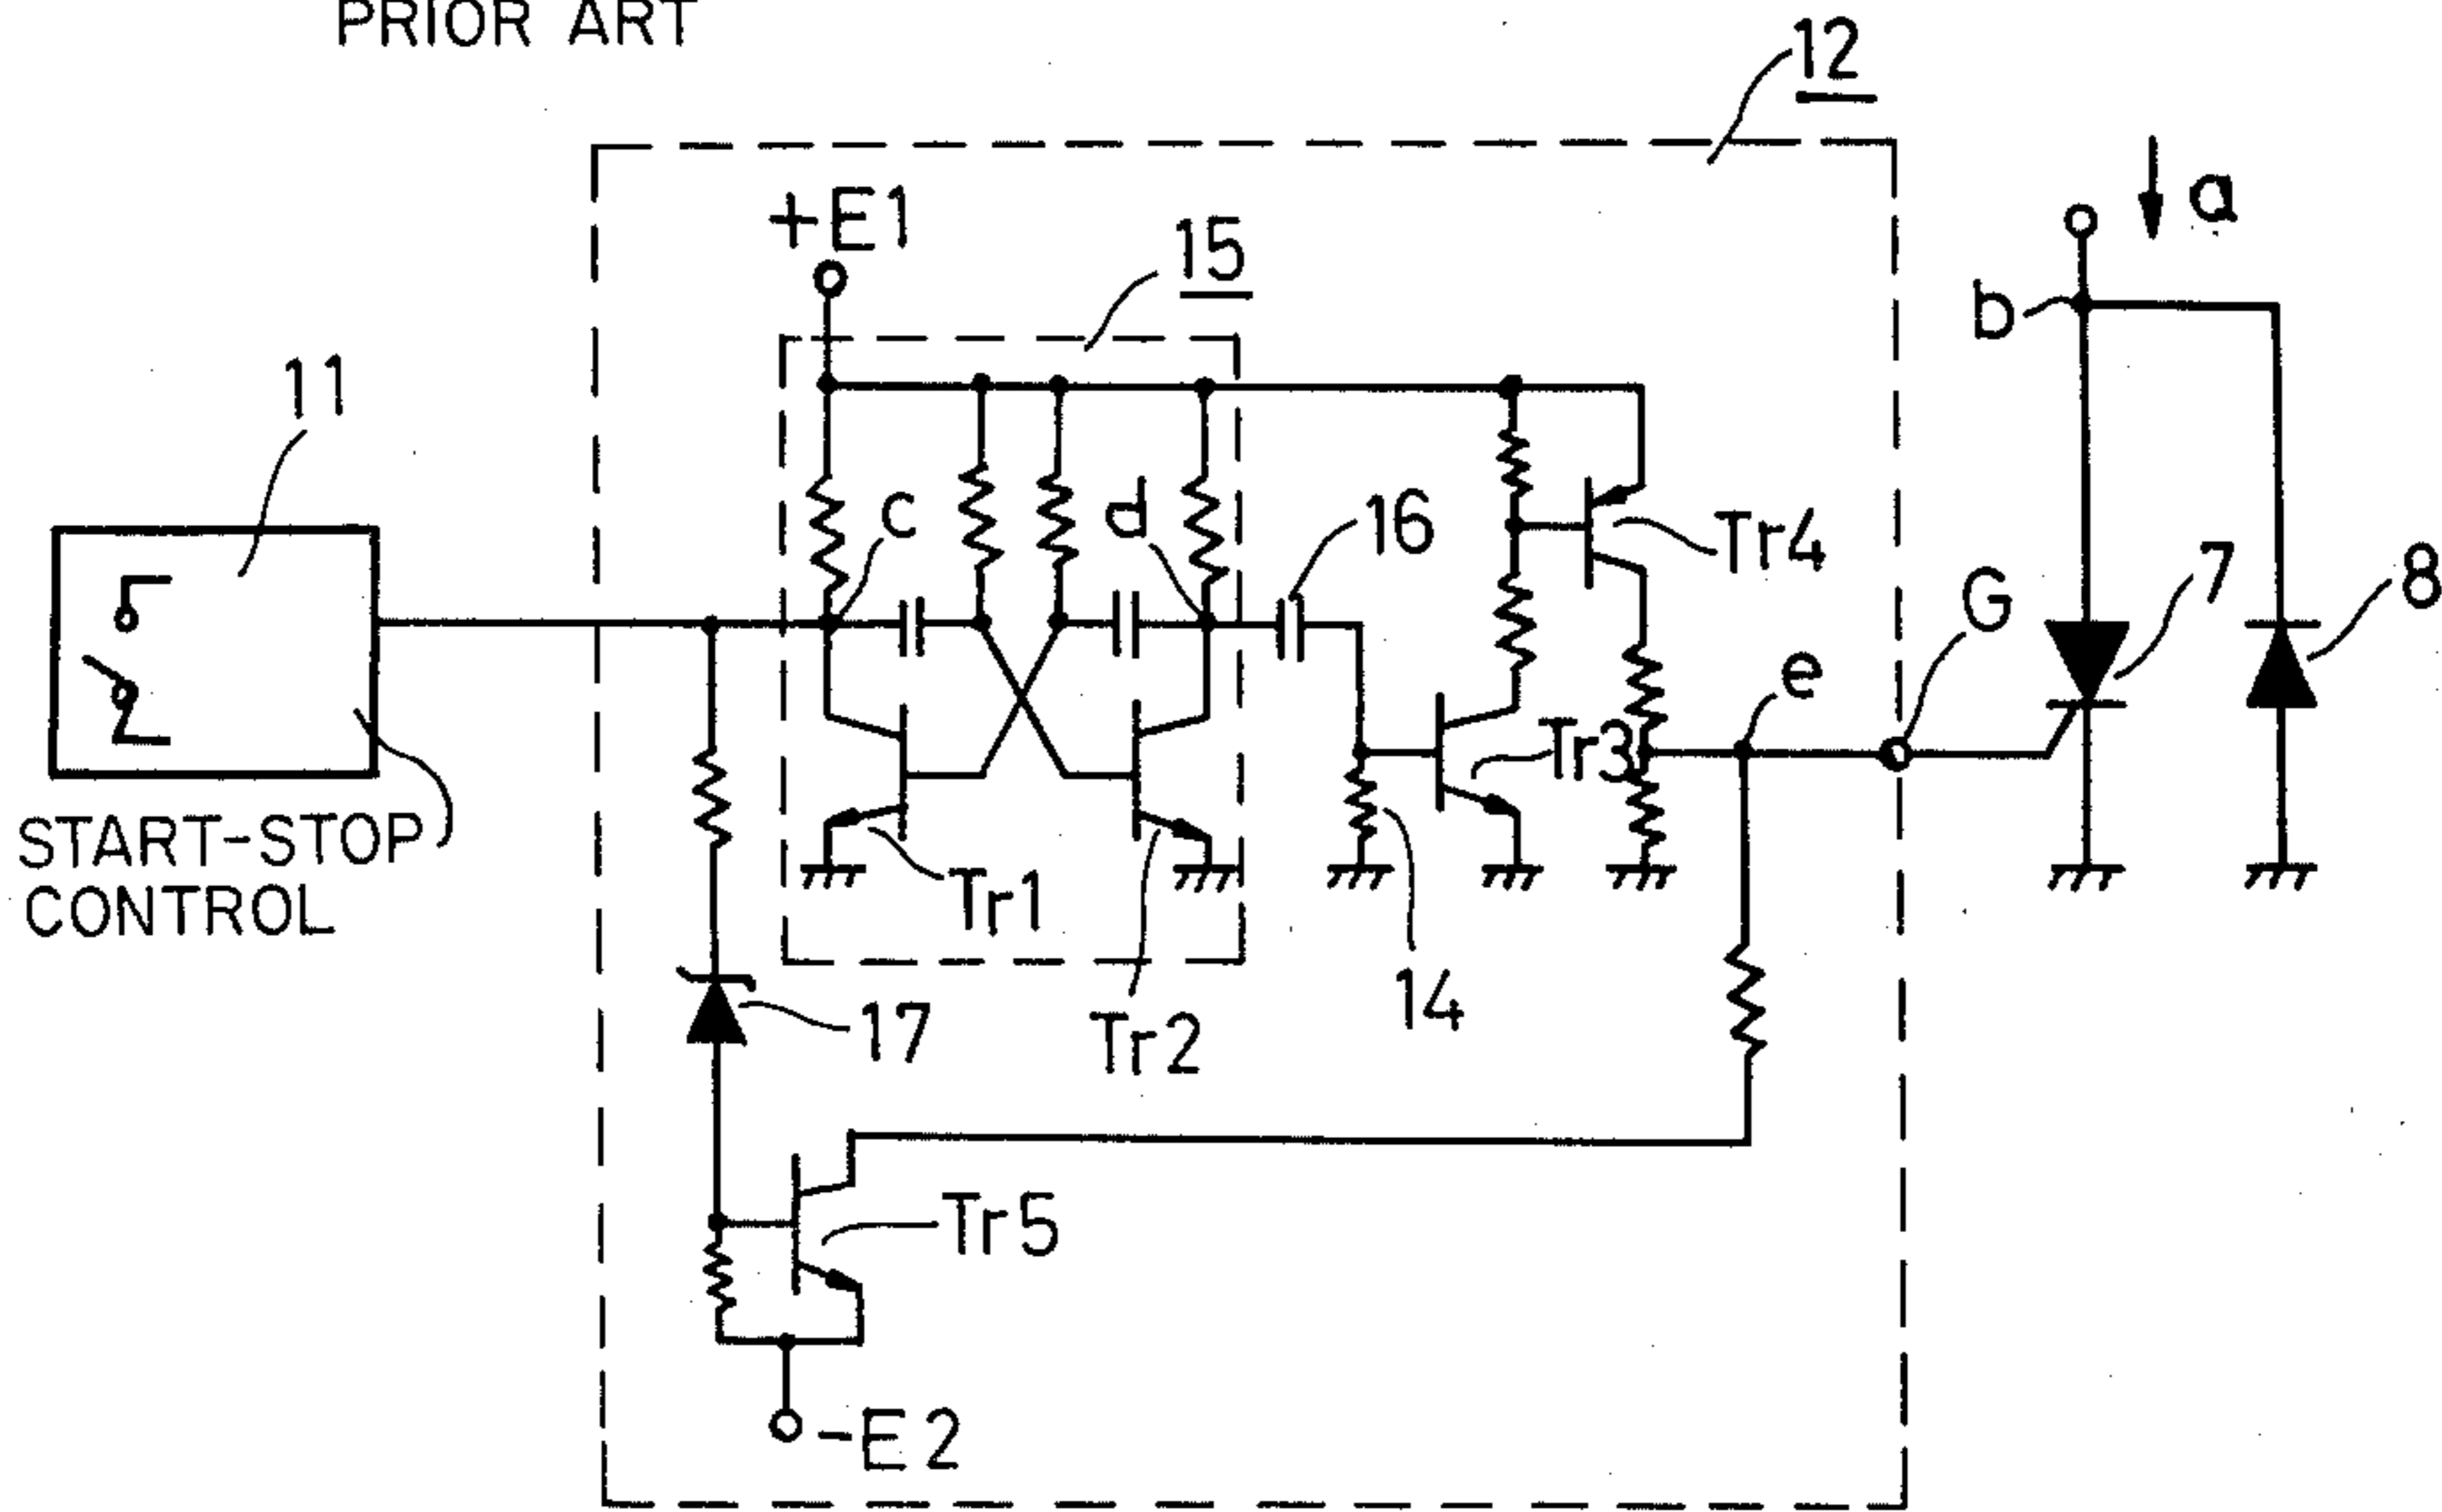 PRIOR ART
12
a
+E1
15
b
11
c
d
16
Tr4
G
7
8
e
Tr3
START-STOP
CONTROL
Tr1
14
17
Tr2
Tr5
-E2